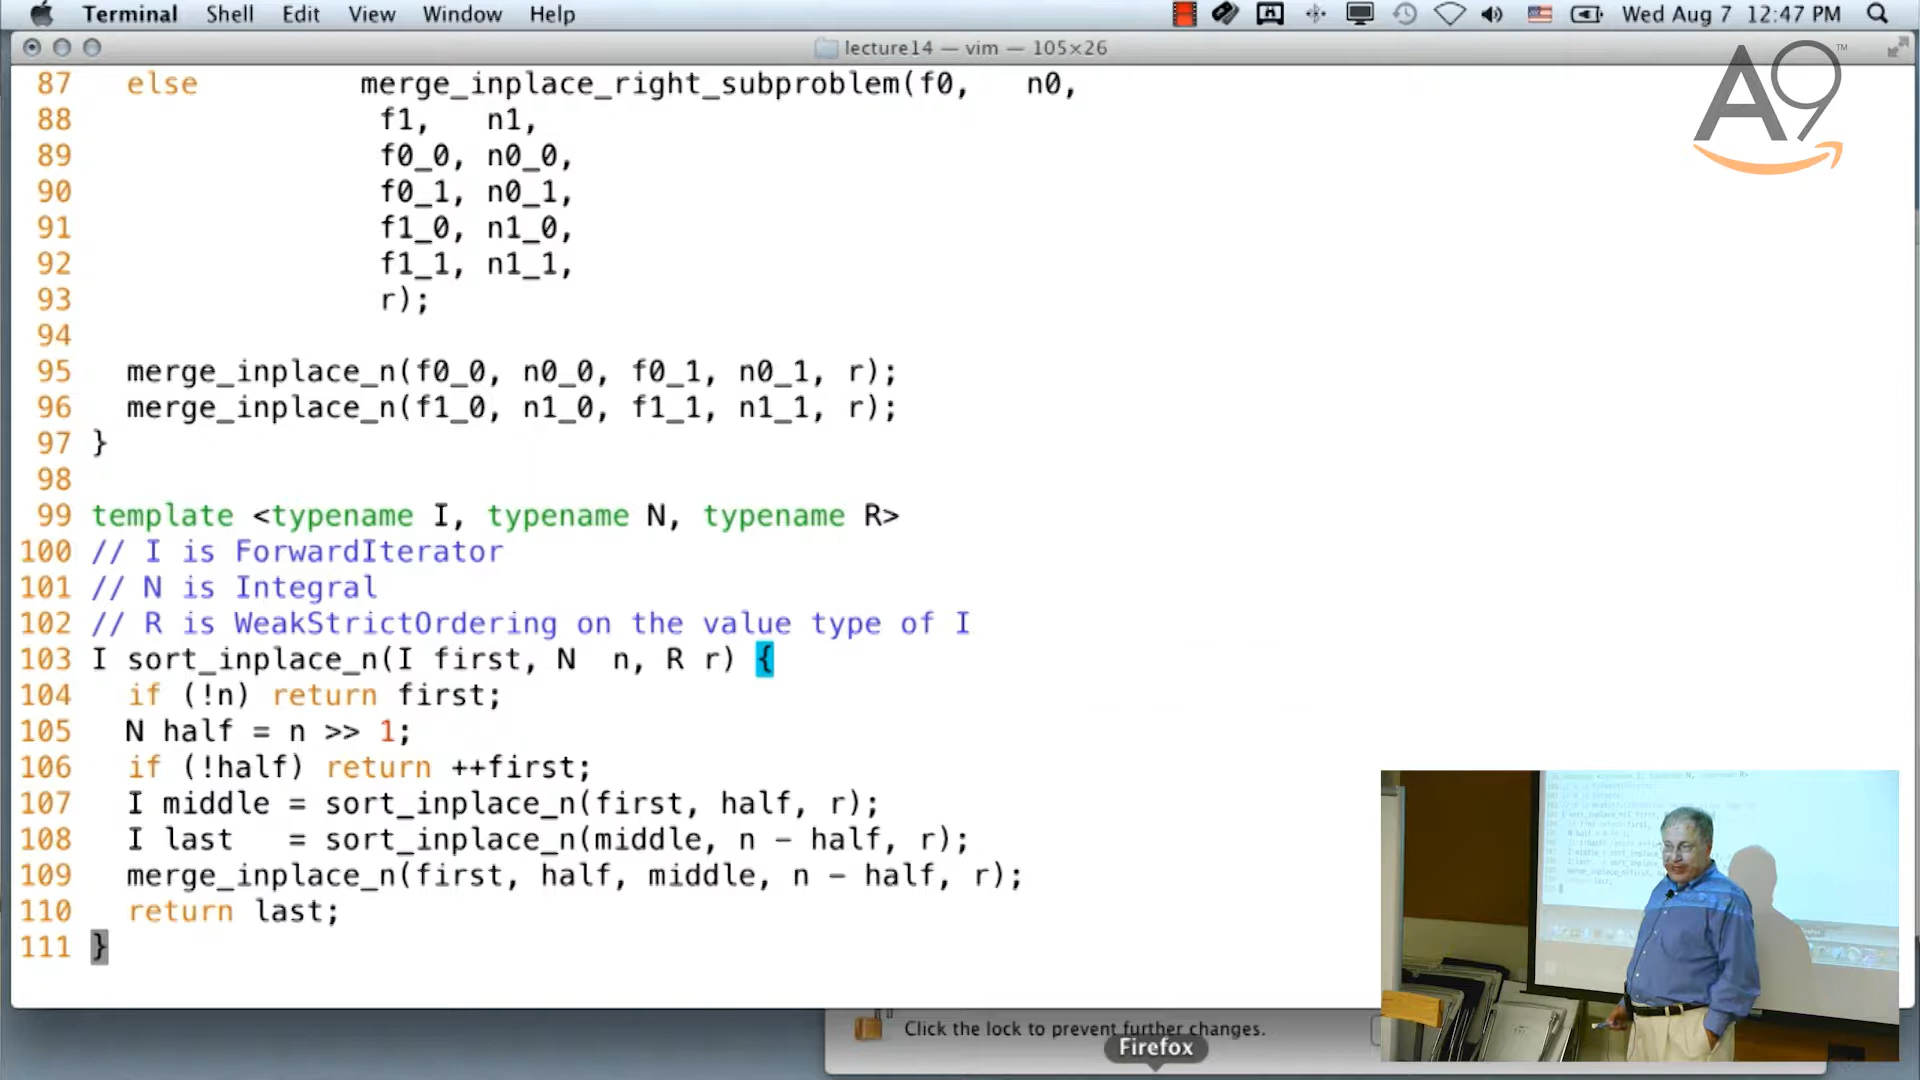 Terminal Shell Edit View Window Help Wed Aug 7 12:47 PM
lecture14 — vim — 105×26
A9™
87 else merge_inplace_right_subproblem(f0, n0,
88 f1, n1,
89 f0_0, n0_0,
90 f0_1, n0_1,
91 f1_0, n1_0,
92 f1_1, n1_1,
93 r);
94
95 merge_inplace_n(f0_0, n0_0, f0_1, n0_1, r);
96 merge_inplace_n(f1_0, n1_0, f1_1, n1_1, r);
97 }
98
99 template <typename I, typename N, typename R>
100 // I is ForwardIterator
101 // N is Integral
102 // R is WeakStrictOrdering on the value type of I
103 I sort_inplace_n(I first, N n, R r) {
104 if (!n) return first;
105 N half = n >> 1;
106 if (!half) return ++first;
107 I middle = sort_inplace_n(first, half, r);
108 I last = sort_inplace_n(middle, n - half, r);
109 merge_inplace_n(first, half, middle, n - half, r);
110 return last;
111 }
Click the lock to prevent further changes.
Firefox